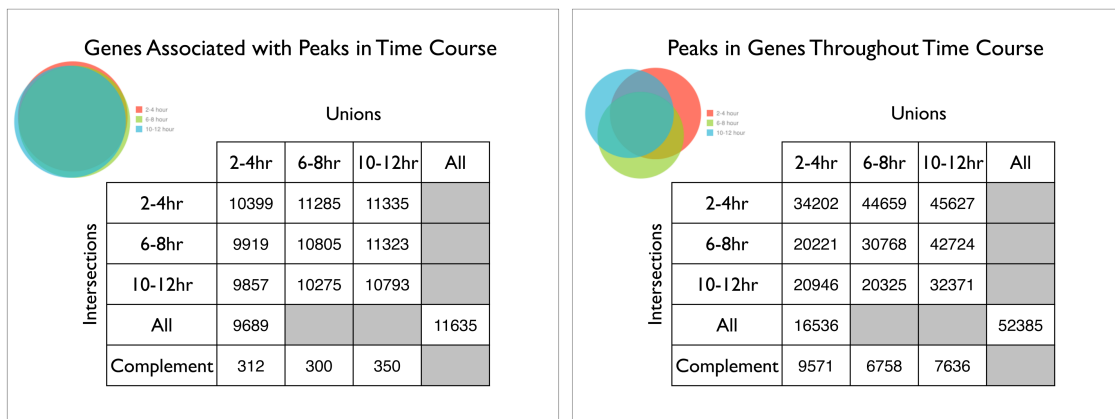 Genes Associated with Peaks in Time Course
2-4 hour
6-8 hour
10-12 hour
Unions
2-4hr 6-8hr 10-12hr All
Intersections
2-4hr 10399 11285 11335
6-8hr 9919 10805 11323
10-12hr 9857 10275 10793
All 9689 11635
Complement 312 300 350
Peaks in Genes Throughout Time Course
2-4 hour
6-8 hour
10-12 hour
Unions
2-4hr 6-8hr 10-12hr All
Intersections
2-4hr 34202 44659 45627
6-8hr 20221 30768 42724
10-12hr 20946 20325 32371
All 16536 52385
Complement 9571 6758 7636